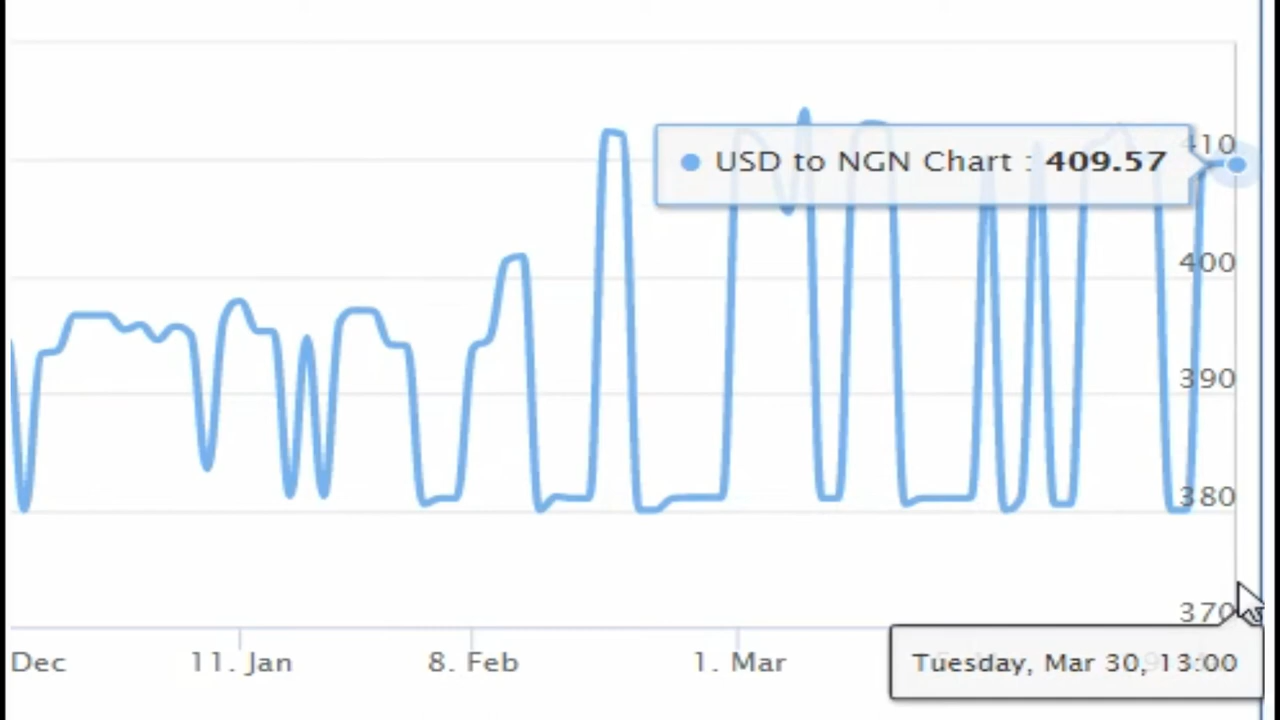 410
USD to NGN Chart : 409.57
400
390
380
370
Dec
11. Jan
8. Feb
1. Mar
Tuesday, Mar 30, 13:00